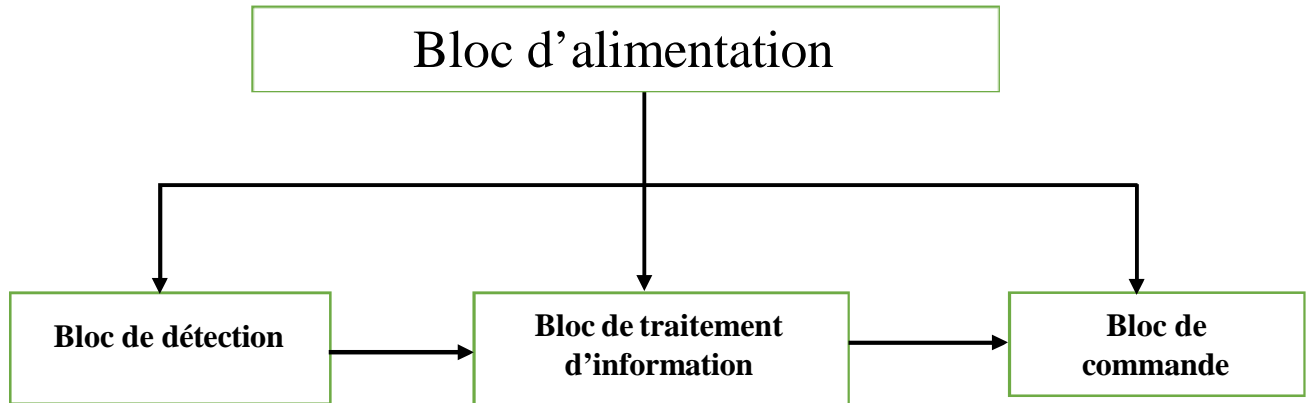 Bloc d’alimentation
Bloc de détection
Bloc de traitement
d’information
Bloc de
commande